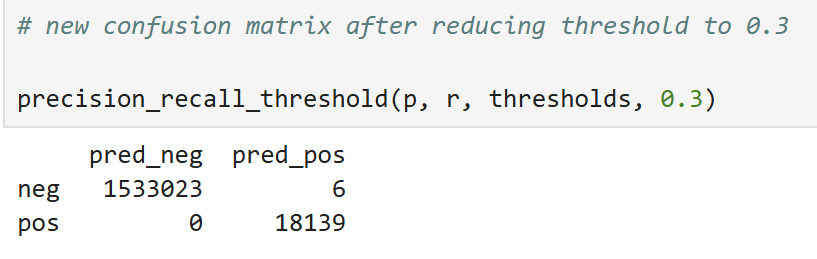 # new confusion matrix after reducing threshold to 0.3
precision_recall_threshold(p, r, thresholds, 0.3)
pred_neg pred_pos
neg 1533023 6
pos 0 18139